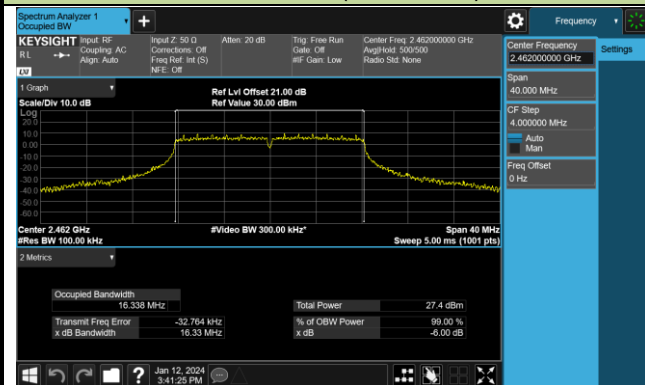 Spectrum Analyzer 1
Occupied BW
Frequency
KEYSIGHT
Input: RF
Coupling: AC
Align: Auto
Input Z: 50 Ω
Corrections: Off
Freq Ref: Int (S)
NFE: Off
Atten: 20 dB
Trig: Free Run
Gate: Off
#IF Gain: Low
Center Freq: 2.462000000 GHz
Avg|Hold: 500/500
Radio Std: None
RL
LXI
Center Frequency
2.462000000 GHz
Settings
Span
40.000 MHz
CF Step
4.000000 MHz
Auto
Man
Freq Offset
0 Hz
1 Graph
Scale/Div 10.0 dB
Ref Lvl Offset 21.00 dB
Ref Value 30.00 dBm
Log
20.0
10.0
0.00
-10.0
-20.0
-30.0
-40.0
-50.0
-60.0
Center 2.462 GHz
#Res BW 100.00 kHz
#Video BW 300.00 kHz*
Span 40 MHz
Sweep 5.00 ms (1001 pts)
2 Metrics
Occupied Bandwidth
16.338 MHz
Total Power 27.4 dBm
Transmit Freq Error -32.764 kHz
% of OBW Power 99.00 %
x dB Bandwidth 16.33 MHz
x dB -6.00 dB
?
Jan 12, 2024
3:41:25 PM